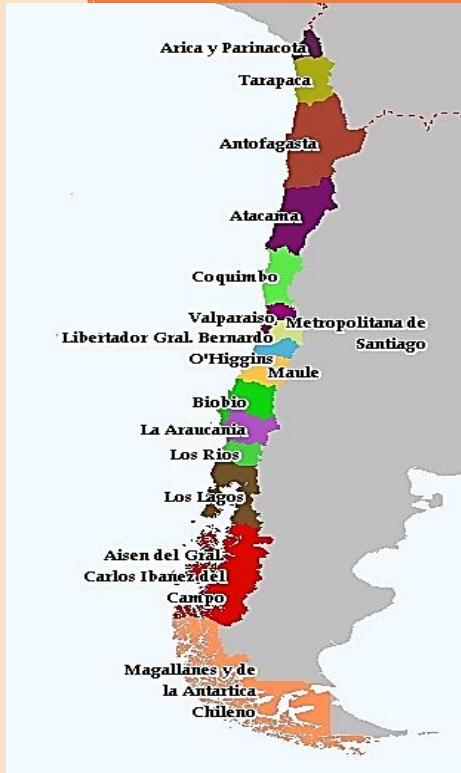 Arica y Parinacota
Tarapaca
Antofagasta
Atacama
Coquimbo
Valparaiso
Metropolitana de
Santiago
Libertador Gral. Bernardo
O'Higgins
Maule
Biobio
La Araucania
Los Rios
Los Lagos
Aisen del Gral.
Carlos Ibañez del
Campo
Magallanes y de
la Antartica
Chileno